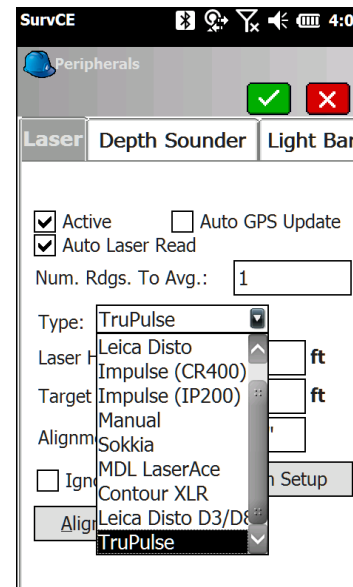 SurvCE 4:0
Peripherals
Laser Depth Sounder Light Bar
Active Auto GPS Update
Auto Laser Read
Num. Rdgs. To Avg.: 1
Type: TruPulse
Laser H ft
Target ft
Alignm "
Igno n Setup
Alig
Leica Disto
Impulse (CR400)
Impulse (IP200)
Manual
Sokkia
MDL LaserAce
Contour XLR
Leica Disto D3/D8
TruPulse